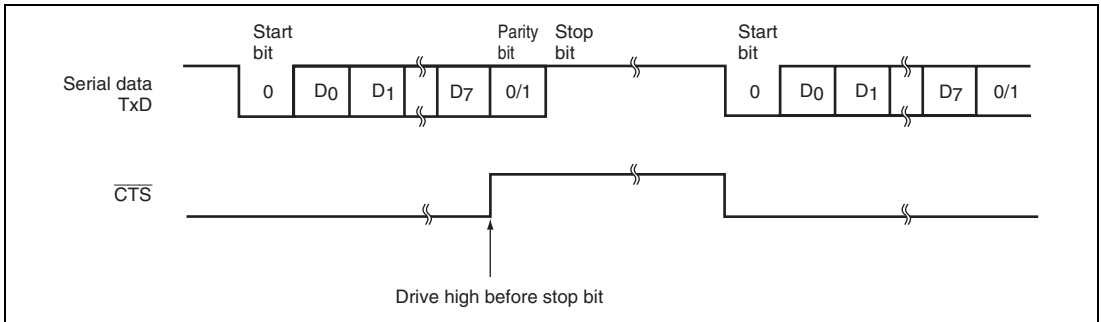 Start bit
Parity bit
Stop bit
Start bit
Serial data TxD
0
D0
D1
D7
0/1
0
D0
D1
D7
0/1
CTS
Drive high before stop bit